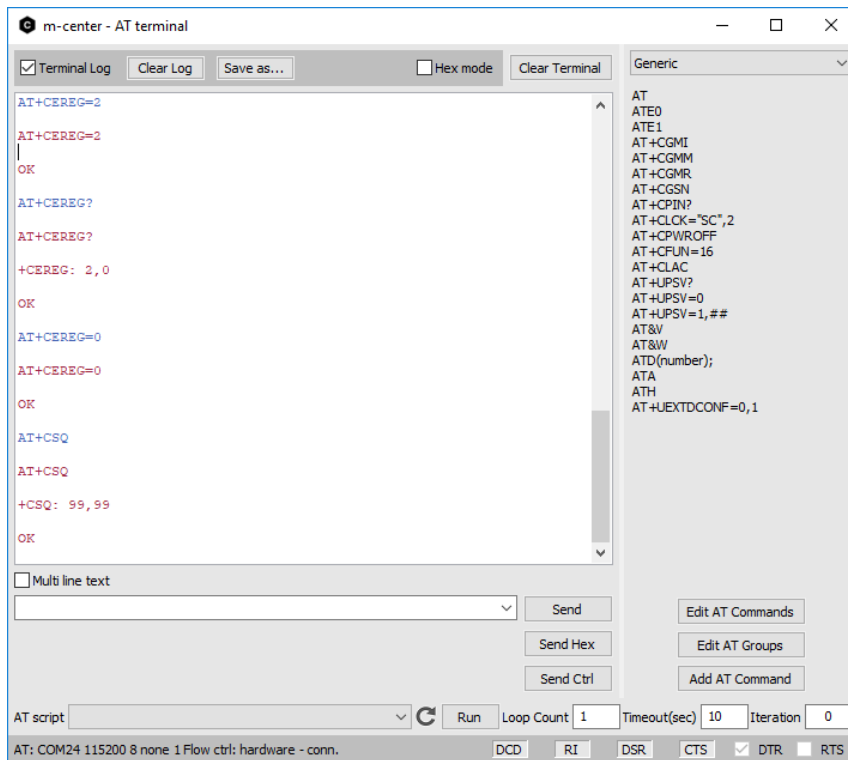 m-center - AT terminal
Terminal Log Clear Log Save as... Hex mode Clear Terminal
Generic
AT+CEREG=2
AT+CEREG=2
OK
AT+CEREG?
AT+CEREG?
+CEREG: 2,0
OK
AT+CEREG=0
AT+CEREG=0
OK
AT+CSQ
AT+CSQ
+CSQ: 99,99
OK
AT
ATE0
ATE1
AT+CGMI
AT+CGMM
AT+CGMR
AT+CGSN
AT+CPIN?
AT+CLCK="SC",2
AT+CPWROFF
AT+CFUN=16
AT+CLAC
AT+UPSV?
AT+UPSV=0
AT+UPSV=1,##
AT&V
AT&W
ATD(number);
ATA
ATH
AT+UEXTDCONF=0,1
Multi line text
Send
Send Hex
Send Ctrl
Edit AT Commands
Edit AT Groups
Add AT Command
AT script Run Loop Count 1 Timeout(sec) 10 Iteration 0
AT: COM24 115200 8 none 1 Flow ctrl: hardware - conn. DCD RI DSR CTS DTR RTS